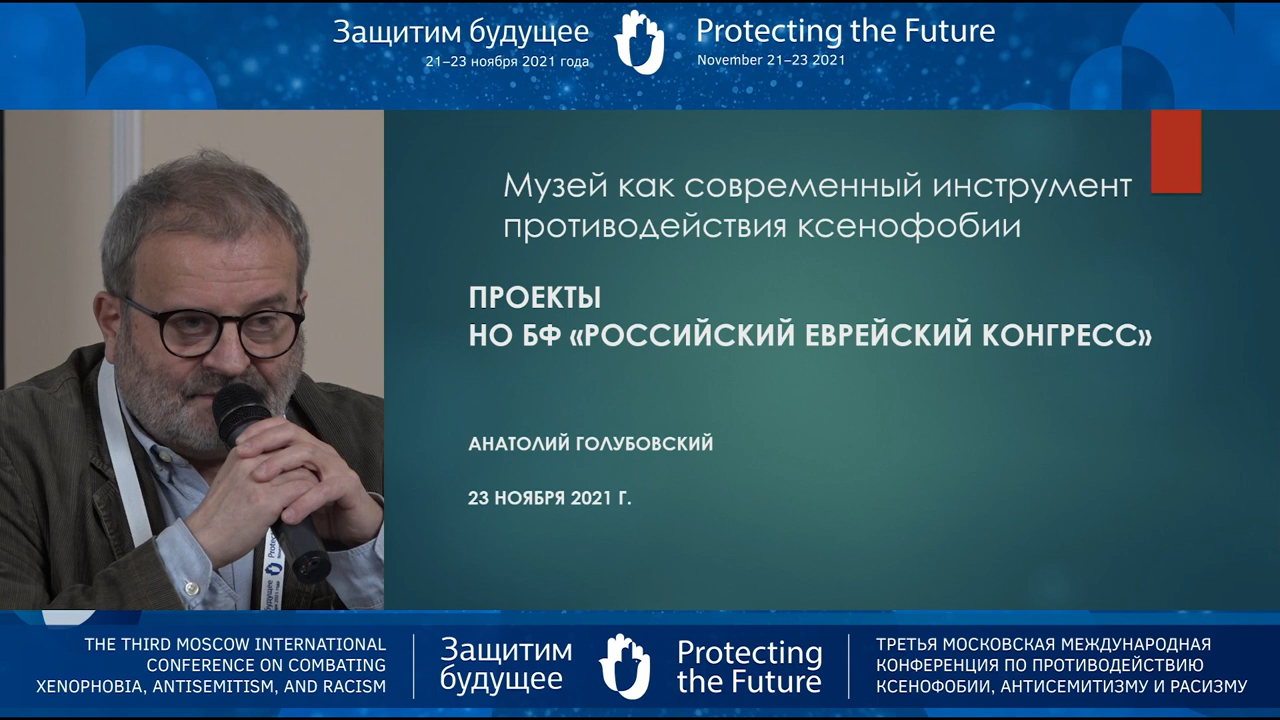 Защитим будущее
21–23 ноября 2021 года
Protecting the Future
November 21–23 2021
Музей как современный инструмент
противодействия ксенофобии
ПРОЕКТЫ
НО БФ «РОССИЙСКИЙ ЕВРЕЙСКИЙ КОНГРЕСС»
АНАТОЛИЙ ГОЛУБОВСКИЙ
23 НОЯБРЯ 2021 Г.
THE THIRD MOSCOW INTERNATIONAL
CONFERENCE ON COMBATING
XENOPHOBIA, ANTISEMITISM, AND RACISM
Защитим
будущее
Protecting
the Future
ТРЕТЬЯ МОСКОВСКАЯ МЕЖДУНАРОДНАЯ
КОНФЕРЕНЦИЯ ПО ПРОТИВОДЕЙСТВИЮ
КСЕНОФОБИИ, АНТИСЕМИТИЗМУ И РАСИЗМУ